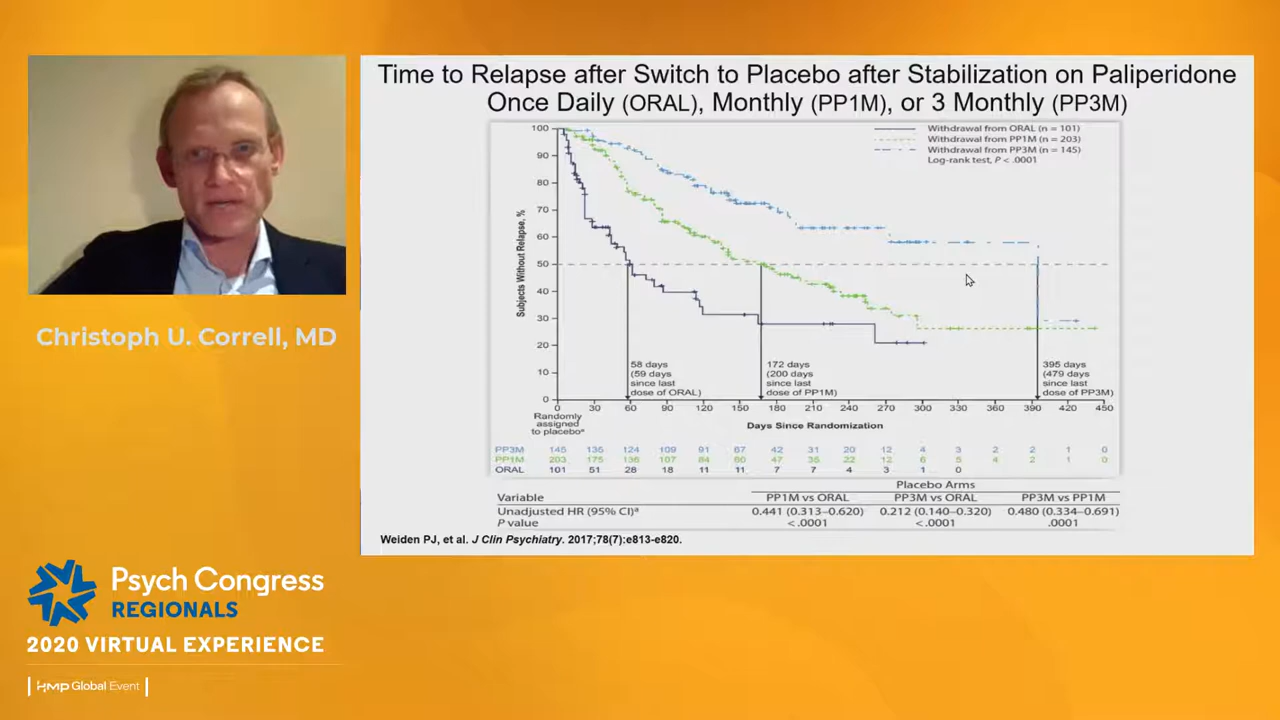 Time to Relapse after Switch to Placebo after Stabilization on Paliperidone
Once Daily (ORAL), Monthly (PP1M), or 3 Monthly (PP3M)
Withdrawal from ORAL (n = 101)
Withdrawal from PP1M (n = 203)
Withdrawal from PP3M (n = 145)
Log-rank test, P < .0001
Subjects Without Relapse, %
100
90
80
70
60
50
40
30
20
10
0
58 days
(59 days
since last
dose of ORAL)
172 days
(200 days
since last
dose of PP1M)
395 days
(479 days
since last
dose of PP3M)
0 30 60 90 120 150 180 210 240 270 300 330 360 390 420 450
Randomly
assigned
to placeboᵃ
Days Since Randomization
PP3M 145 135 124 109 91 67 42 31 20 12 4 3 2 2 1 0
PP1M 203 175 136 107 84 60 47 35 22 12 6 5 4 2 1 0
ORAL 101 51 28 18 11 11 7 7 4 3 1 0
Placebo Arms
Variable PP1M vs ORAL PP3M vs ORAL PP3M vs PP1M
Unadjusted HR (95% CI)ᵃ 0.441 (0.313–0.620) 0.212 (0.140–0.320) 0.480 (0.334–0.691)
P value <.0001 <.0001 .0001
Weiden PJ, et al. J Clin Psychiatry. 2017;78(7):e813-e820.
Christoph U. Correll, MD
Psych Congress
REGIONALS
2020 VIRTUAL EXPERIENCE
HMP Global Event